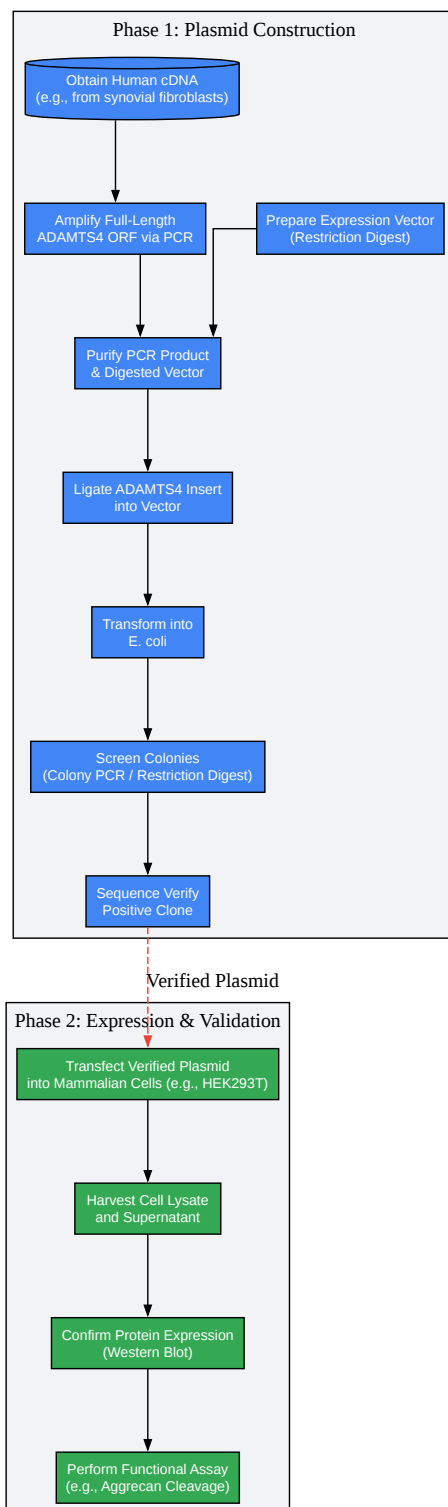 Phase 1: Plasmid Construction
Obtain Human cDNA
(e.g., from synovial fibroblasts)
Amplify Full-Length
ADAMTS4 ORF via PCR
Prepare Expression Vector
(Restriction Digest)
Purify PCR Product
& Digested Vector
Ligate ADAMTS4 Insert
into Vector
Transform into
E. coli
Screen Colonies
(Colony PCR / Restriction Digest)
Sequence Verify
Positive Clone
Verified Plasmid
Phase 2: Expression & Validation
Transfect Verified Plasmid
into Mammalian Cells (e.g., HEK293T)
Harvest Cell Lysate
and Supernatant
Confirm Protein Expression
(Western Blot)
Perform Functional Assay
(e.g., Aggrecan Cleavage)